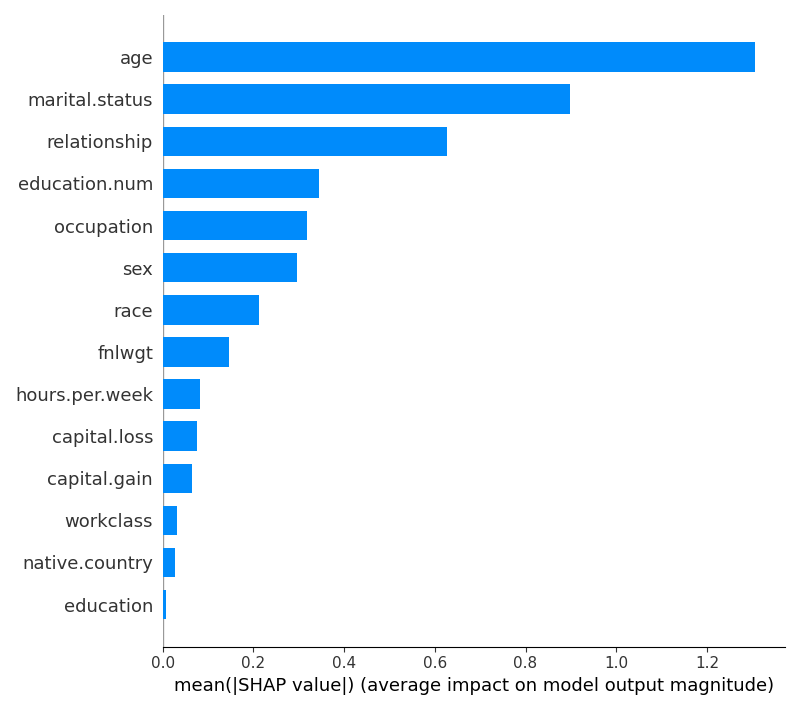 age
marital.status
relationship
education.num
occupation
sex
race
fnlwgt
hours.per.week
capital.loss
capital.gain
workclass
native.country
education
0.0 0.2 0.4 0.6 0.8 1.0 1.2
mean(|SHAP value|) (average impact on model output magnitude)